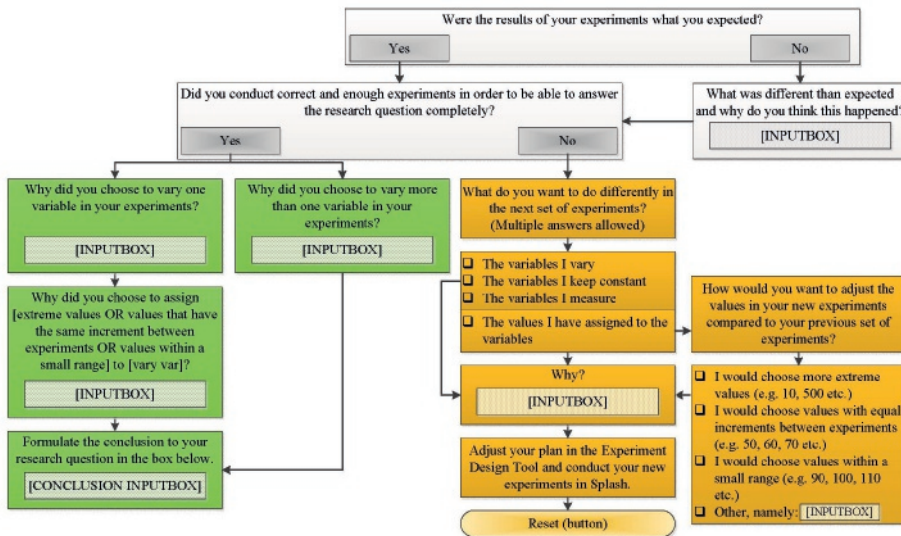 Were the results of your experiments what you expected?
Yes
No
Did you conduct correct and enough experiments in order to be able to answer
the research question completely?
Yes
No
What was different than expected
and why do you think this happened?
[INPUTBOX]
Why did you choose to vary one
variable in your experiments?
[INPUTBOX]
Why did you choose to vary more
than one variable in your
experiments?
[INPUTBOX]
What do you want to do differently in
the next set of experiments?
(Multiple answers allowed)
The variables I vary
The variables I keep constant
The variables I measure
The values I have assigned to the
variables
How would you want to adjust the
values in your new experiments
compared to your previous set of
experiments?
Why did you choose to assign
[extreme values OR values that have
the same increment between
experiments OR values within a
small range] to [vary var]?
[INPUTBOX]
Why?
[INPUTBOX]
I would choose more extreme
values (e.g. 10, 500 etc.)
I would choose values with equal
increments between experiments
(e.g. 50, 60, 70 etc.)
I would choose values within a
small range (e.g. 90, 100, 110
etc.)
Other, namely: [INPUTBOX]
Formulate the conclusion to your
research question in the box below.
[CONCLUSION INPUTBOX]
Adjust your plan in the Experiment
Design Tool and conduct your new
experiments in Splash.
Reset (button)